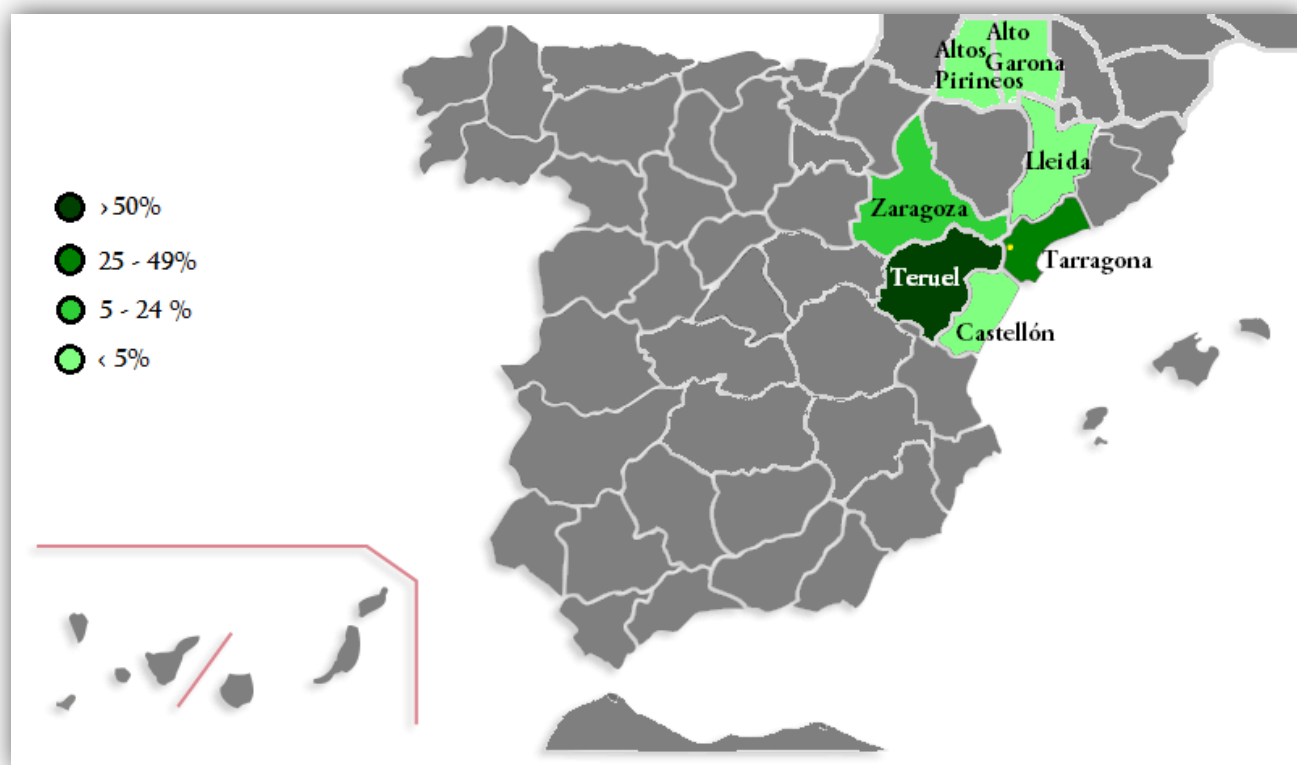 Alto
Altos Garona
Pirineos
Lleida
› 50%
Zaragoza
25 - 49%
Tarragona
Teruel
5 - 24 %
Castellón
‹ 5%